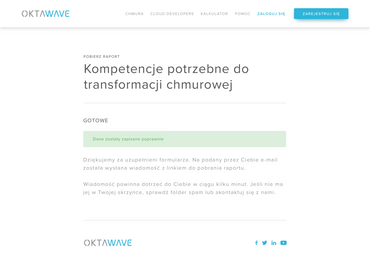 OKTAWAVE
CHMURA CLOUD DEVELOPERS KALKULATOR POMOC ZALOGUJ SIĘ ZAREJESTRUJ SIĘ
POBIERZ RAPORT
Kompetencje potrzebne do
transformacji chmurowej
GOTOWE
Dane zostały zapisane poprawnie
Dziękujemy za uzupełnieni formularza. Na podany przez Ciebie e-mail
została wysłana wiadomość z linkiem do pobrania raportu.
Wiadomość powinna dotrzeć do Ciebie w ciągu kilku minut. Jeśli nie ma
jej w Twojej skrzynce, sprawdź folder spam lub skontaktuj się z nami.
OKTAWAVE